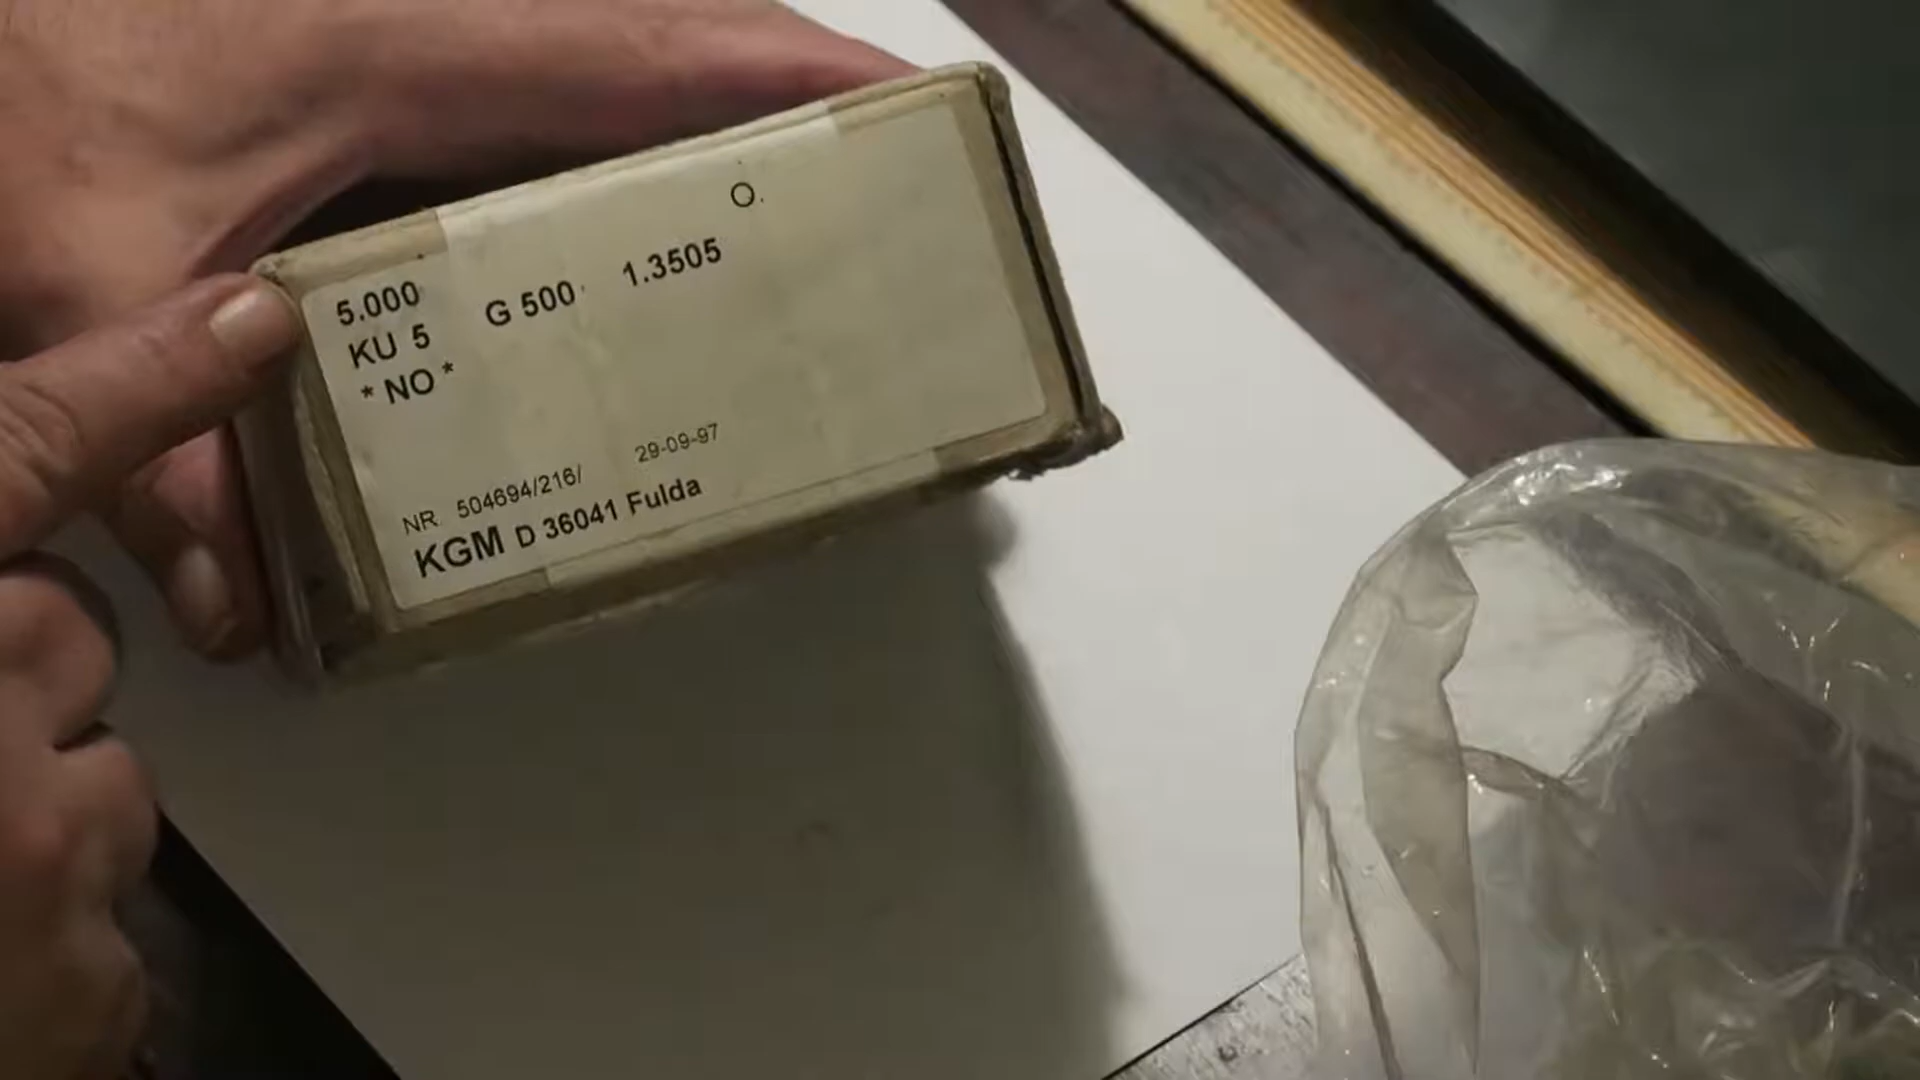 O.
5.000 G 500 1.3505
KU 5
* NO *
NR 504694/216/ 29-09-97
KGM D 36041 Fulda